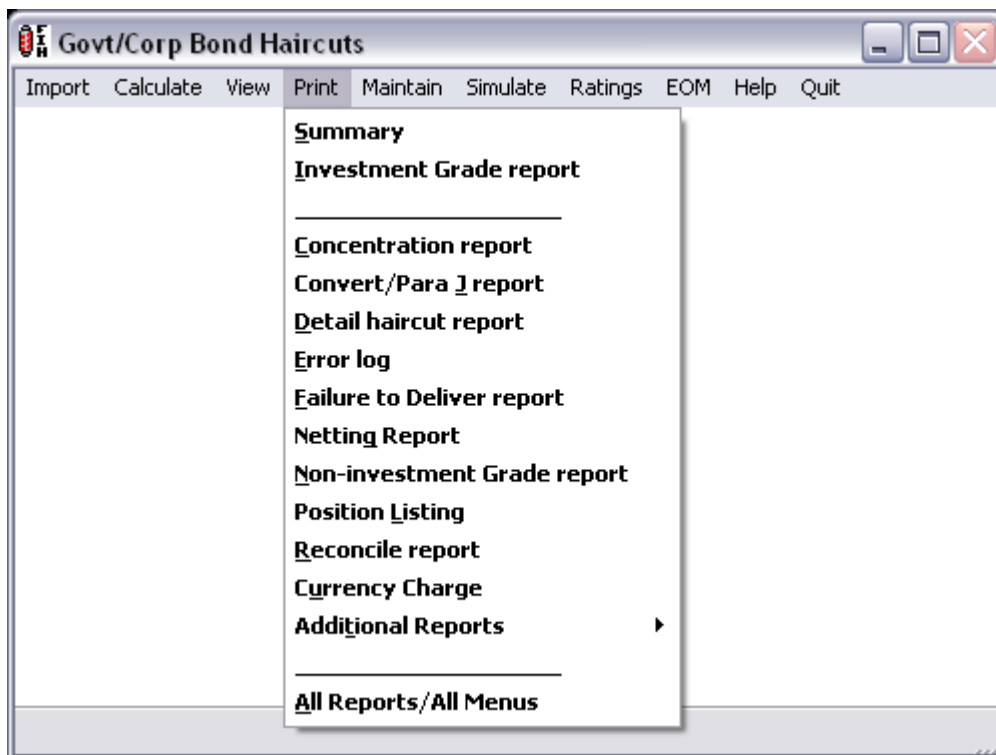 FIH Govt/Corp Bond Haircuts
Import Calculate View Print Maintain Simulate Ratings EOM Help Quit
Summary
Investment Grade report
Concentration report
Convert/Para J report
Detail haircut report
Error log
Failure to Deliver report
Netting Report
Non-investment Grade report
Position Listing
Reconcile report
Currency Charge
Additional Reports
All Reports/All Menus